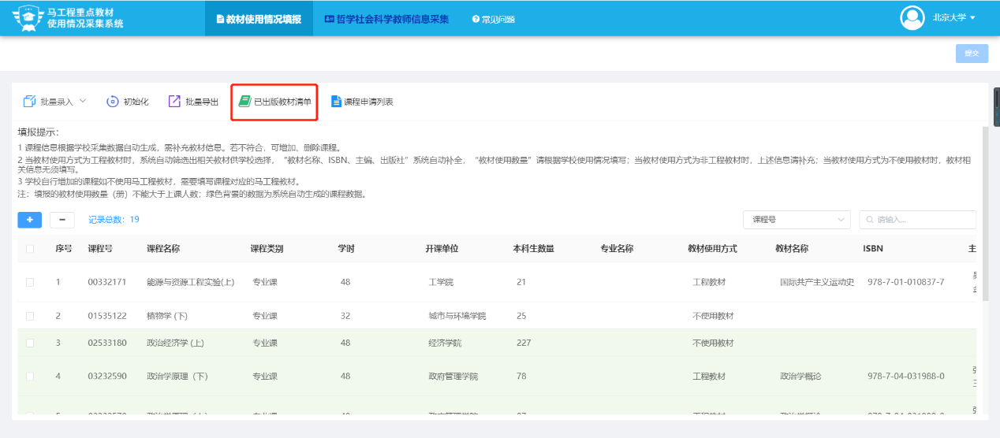 马工程重点教材
使用情况采集系统
教材使用情况填报
哲学社会科学教师信息采集
常见问题
北京大学
提交
批量录入
初始化
批量导出
已出版教材清单
课程申请列表
填报提示：
1 课程信息根据学校采集数据自动生成，需补充教材信息。若不符合，可增加、删除课程。
2 当教材使用方式为工程教材时，系统自动筛选出相关教材供学校选择，“教材名称、ISBN、主编、出版社”系统自动补全，“教材使用数量”请根据学校使用情况填写；当教材使用方式为非工程教材时，上述信息请补充；当教材使用方式为不使用教材时，教材相
关信息无须填写。
3 学校自行增加的课程如不使用马工程教材，需要填写课程对应的马工程教材。
注：填报的教材使用数量（册）不能大于上课人数；绿色背景的数据为系统自动生成的课程数据。
+ − 记录总数：19 课程号 请输入...
序号 课程号 课程名称 课程类别 学时 开课单位 本科生数量 专业名称 教材使用方式 教材名称 ISBN 主
1 00332171 能源与资源工程实验(上) 专业课 48 工学院 21 工程教材 国际共产主义运动史 978-7-01-010837-7
2 01535122 植物学 (下) 专业课 32 城市与环境学院 25 不使用教材
3 02533180 政治经济学 (上) 专业课 48 经济学院 227 不使用教材
4 03232590 政治学原理（下） 专业课 48 政府管理学院 78 工程教材 政治学概论 978-7-04-031988-0